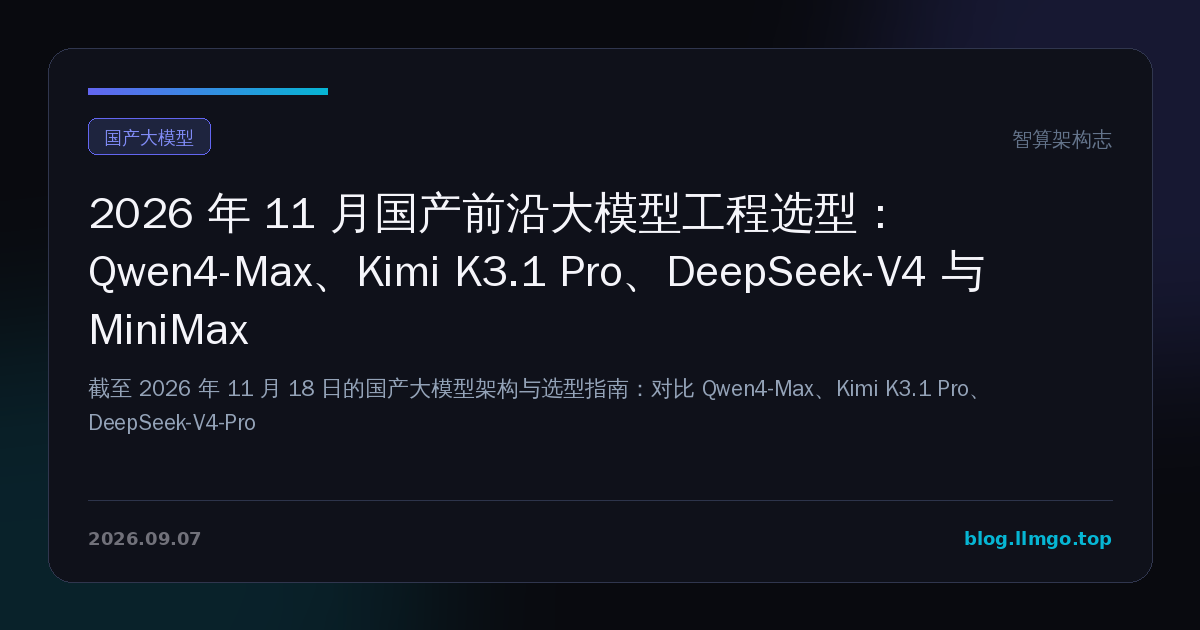 国产大模型
智算架构志
2026 年 11 月国产前沿大模型工程选型：
Qwen4-Max、Kimi K3.1 Pro、DeepSeek-V4 与
MiniMax
截至 2026 年 11 月 18 日的国产大模型架构与选型指南：对比 Qwen4-Max、Kimi K3.1 Pro、
DeepSeek-V4-Pro
2026.09.07
blog.llmgo.top